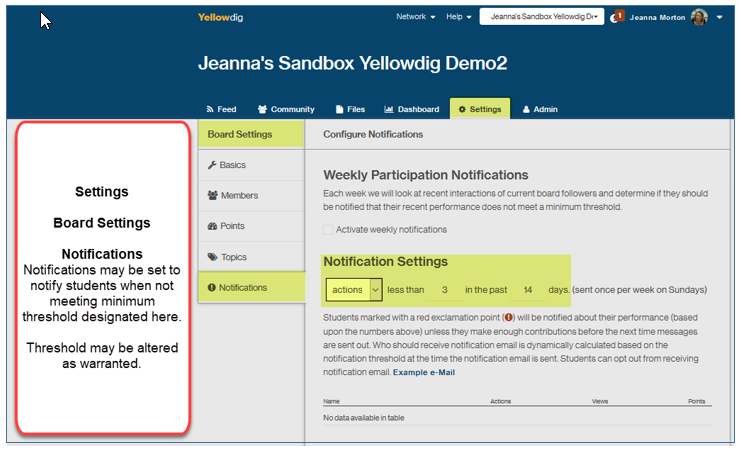 Yellowdig
Network Help Jeanna's Sandbox Yellowdig D 1 Jeanna Morton
Jeanna's Sandbox Yellowdig Demo2
Feed Community Files Dashboard Settings Admin
Settings
Board Settings
Notifications
Notifications may be set to
notify students when not
meeting minimum
threshold designated here.
Threshold may be altered
as warranted.
Board Settings
Basics
Members
Points
Topics
Notifications
Configure Notifications
Weekly Participation Notifications
Each week we will look at recent interactions of current board followers and determine if they should
be notified that their recent performance does not meet a minimum threshold.
Activate weekly notifications
Notification Settings
actions less than 3 in the past 14 days. (sent once per week on Sundays)
Students marked with a red exclamation point (!) will be notified about their performance (based
upon the numbers above) unless they make enough contributions before the next time messages
are sent out. Who should receive notification email is dynamically calculated based on the
notification threshold at the time the notification email is sent. Students can opt out from receiving
notification email. Example e-Mail
Name Actions Views Points
No data available in table